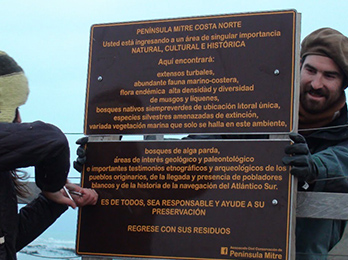 PENÍNSULA MITRE COSTA NORTE
Usted está ingresando a un área de singular importancia
NATURAL, CULTURAL E HISTÓRICA
Aquí encontrará:
extensos turbales,
abundante fauna marino-costera,
flora endémica alta densidad y diversidad
de musgos y líquenes,
bosques nativos siempreverdes de ubicación litoral única,
especies silvestres amenazadas de extinción,
variada vegetación marina que solo se halla en este ambiente,
bosques de alga parda,
áreas de interés geológico y paleontológico
e importantes testimonios etnográficos y arqueológicos de los
pueblos originarios, de la llegada y presencia de pobladores
blancos y de la historia de la navegación del Atlántico Sur.
ES DE TODOS, SEA RESPONSABLE Y AYUDE A SU
PRESERVACIÓN
REGRESE CON SUS RESIDUOS
Península Mitre